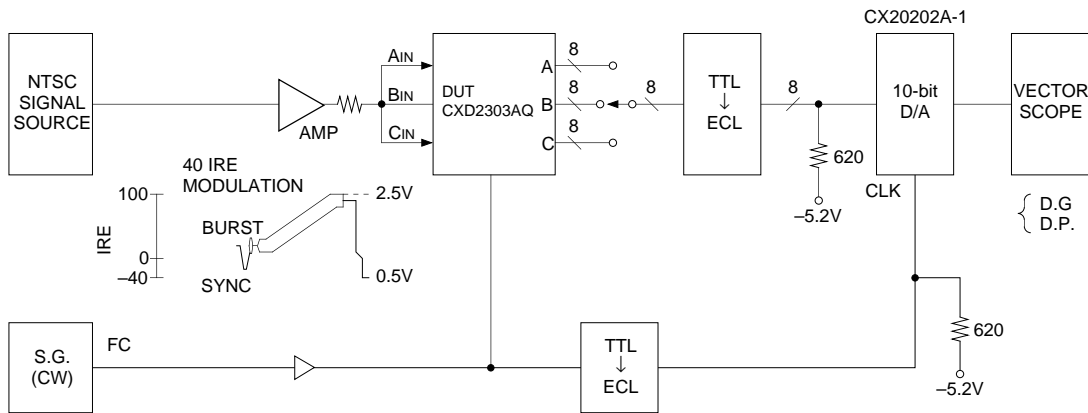 CX20202A-1
NTSC
SIGNAL
SOURCE
AMP
AIN
BIN
CIN
DUT
CXD2303AQ
A
B
C
8
8
8
8
TTL
↓
ECL
8
620
–5.2V
10-bit
D/A
CLK
VECTOR
SCOPE
D.G
D.P.
40 IRE
MODULATION
100
0
–40
IRE
BURST
SYNC
2.5V
0.5V
S.G.
(CW)
FC
TTL
↓
ECL
620
–5.2V